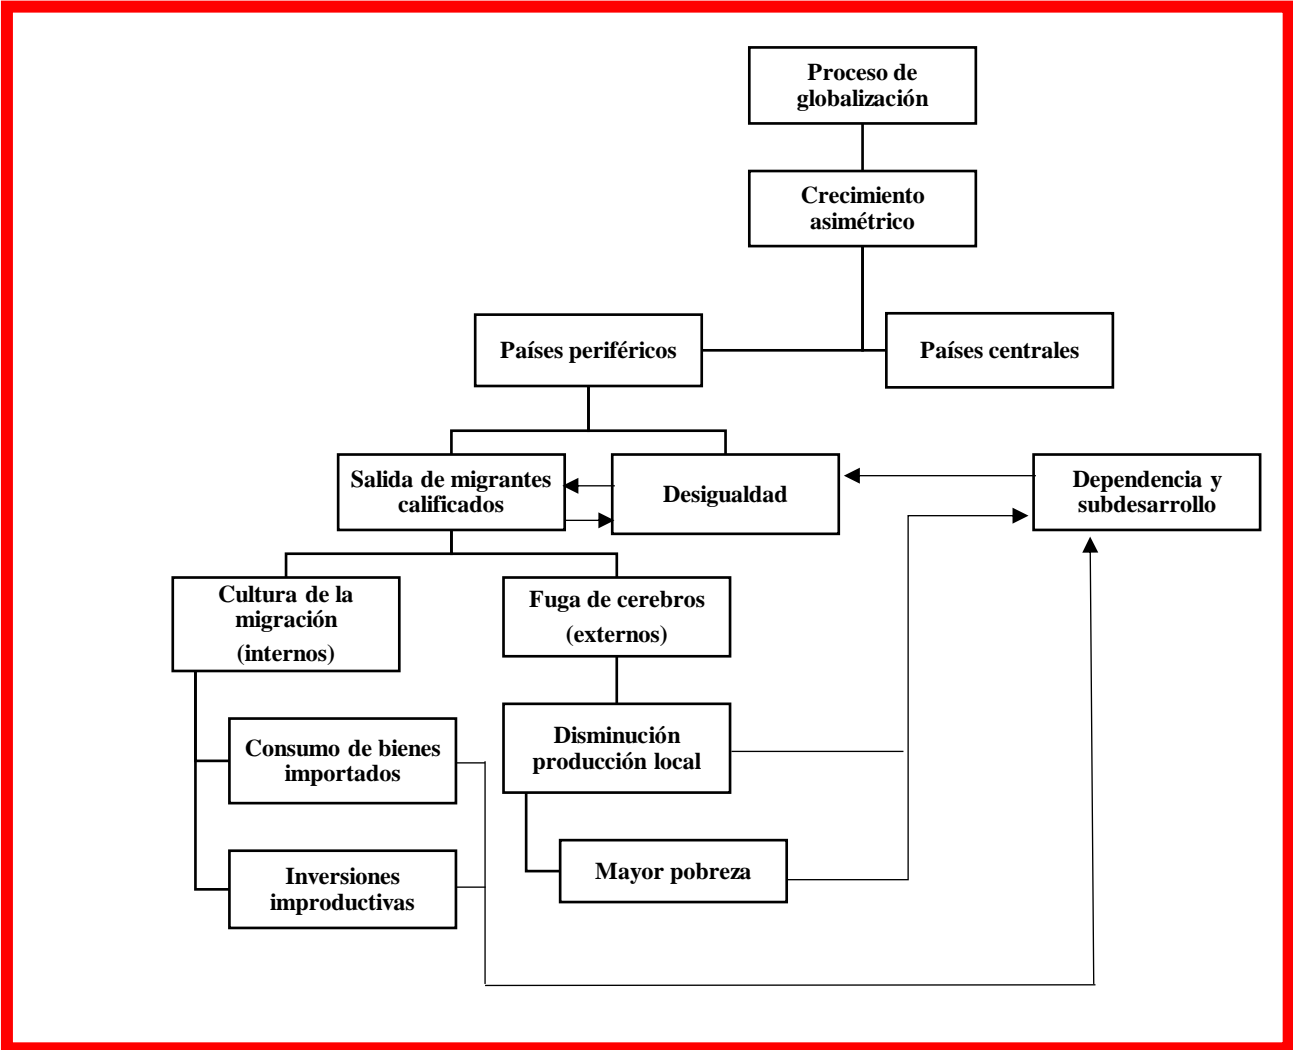 Proceso de
globalización
Crecimiento
asimétrico
Países periféricos
Países centrales
Salida de migrantes
calificados
Desigualdad
Dependencia y
subdesarrollo
Cultura de la
migración
(internos)
Fuga de cerebros
(externos)
Consumo de bienes
importados
Disminución
producción local
Inversiones
improductivas
Mayor pobreza